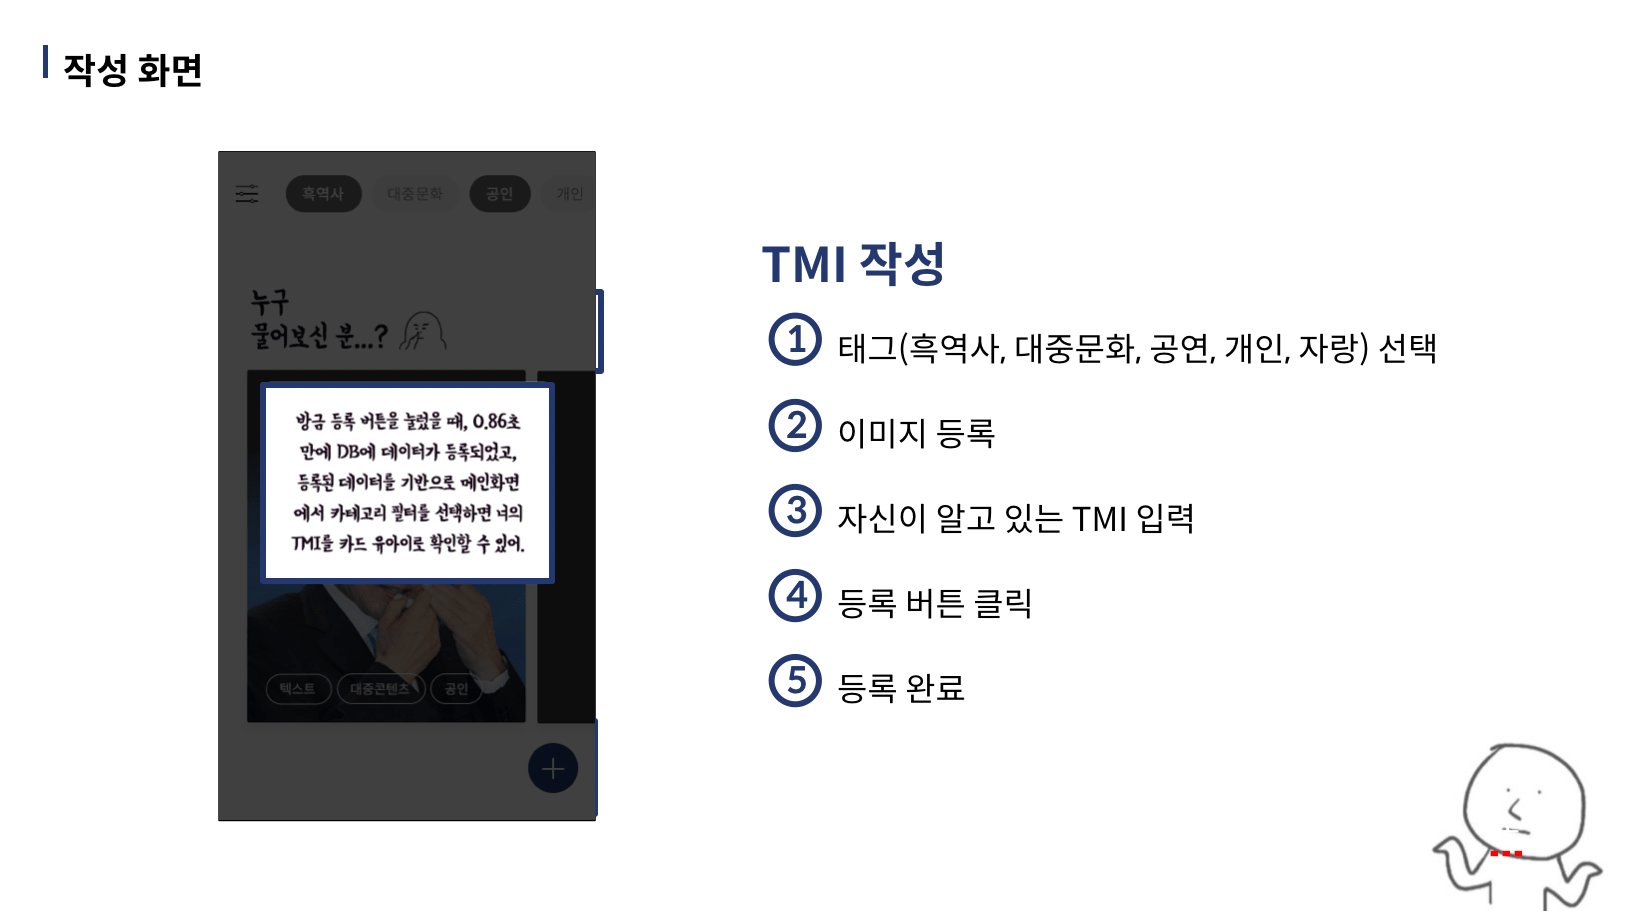 작성 화면
흑역사
대중문화
공인
개인
누구
물어보신 분...?
방금 등록 버튼을 눌렀을 때, 0.86초
만에 DB에 데이터가 등록되었고,
등록된 데이터를 기반으로 메인화면
에서 카테고리 필터를 선택하면 너의
TMI를 카드 유아이로 확인할 수 있어.
텍스트
대중콘텐츠
공인
TMI 작성
1 태그(흑역사, 대중문화, 공연, 개인, 자랑) 선택
2 이미지 등록
3 자신이 알고 있는 TMI 입력
4 등록 버튼 클릭
5 등록 완료